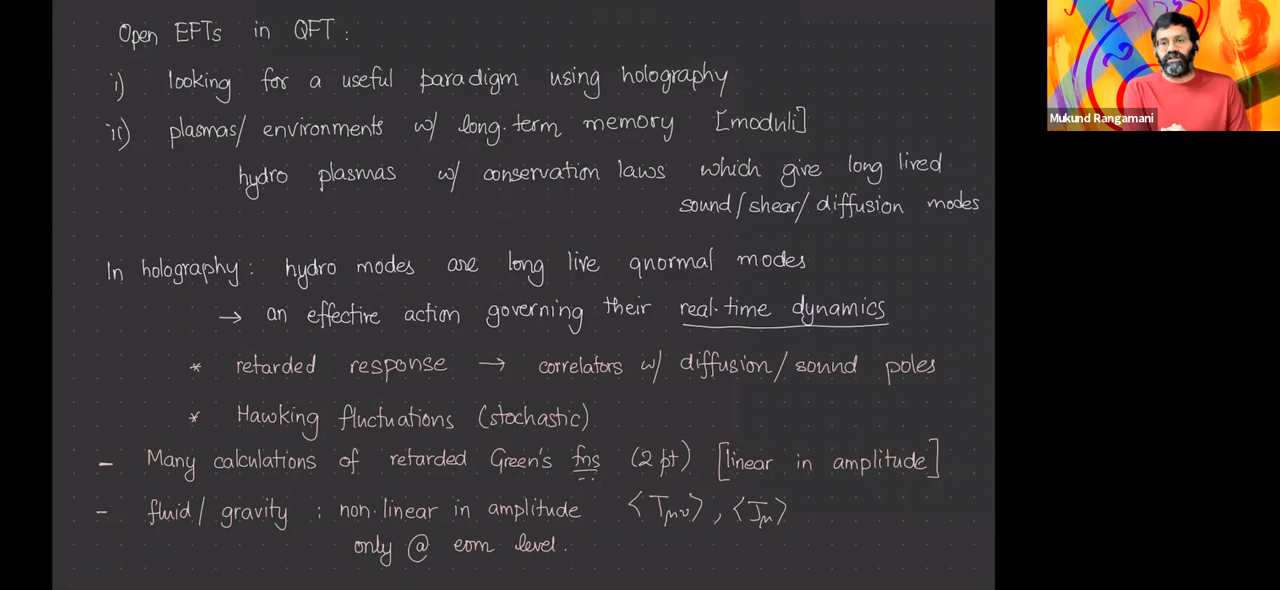 Open EFTs in QFT :
i) looking for a useful paradigm using holography
ii) plasmas/ environments w/ long-term memory [moduli]
hydro plasmas w/ conservation laws which give long lived
sound/shear/diffusion modes
In holography: hydro modes are long live qnormal modes
→ an effective action governing their real-time dynamics
* retarded response → correlators w/ diffusion/sound poles
* Hawking fluctuations (stochastic)
- Many calculations of retarded Green's fns (2 pt) [linear in amplitude]
- fluid/gravity : non-linear in amplitude <Tμν>, <Jμ>
only @ eom level.
Mukund Rangamani